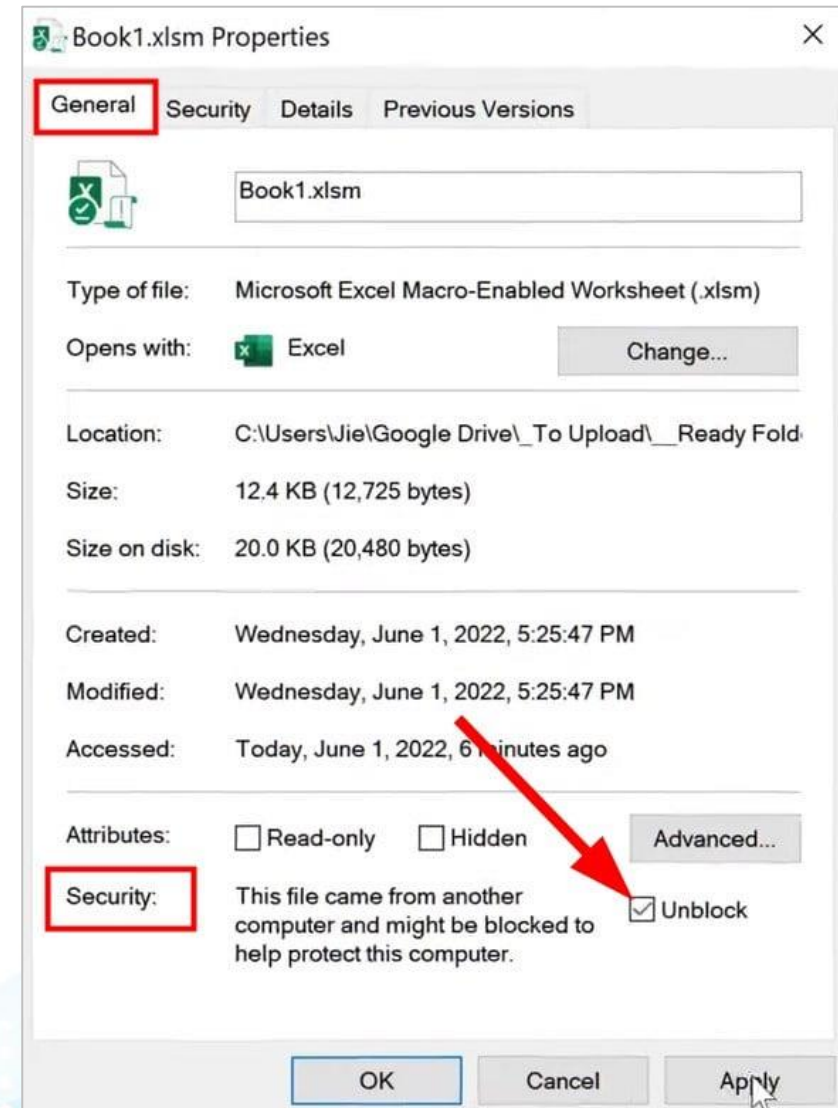 Book1.xlsm Properties
General Security Details Previous Versions
Book1.xlsm
Type of file: Microsoft Excel Macro-Enabled Worksheet (.xlsm)
Opens with: Excel Change...
Location: C:\Users\Jie\Google Drive\_To Upload\__Ready Fold
Size: 12.4 KB (12,725 bytes)
Size on disk: 20.0 KB (20,480 bytes)
Created: Wednesday, June 1, 2022, 5:25:47 PM
Modified: Wednesday, June 1, 2022, 5:25:47 PM
Accessed: Today, June 1, 2022, 6 minutes ago
Attributes: Read-only Hidden Advanced...
Security: This file came from another
computer and might be blocked to
help protect this computer.
Unblock
OK Cancel Apply